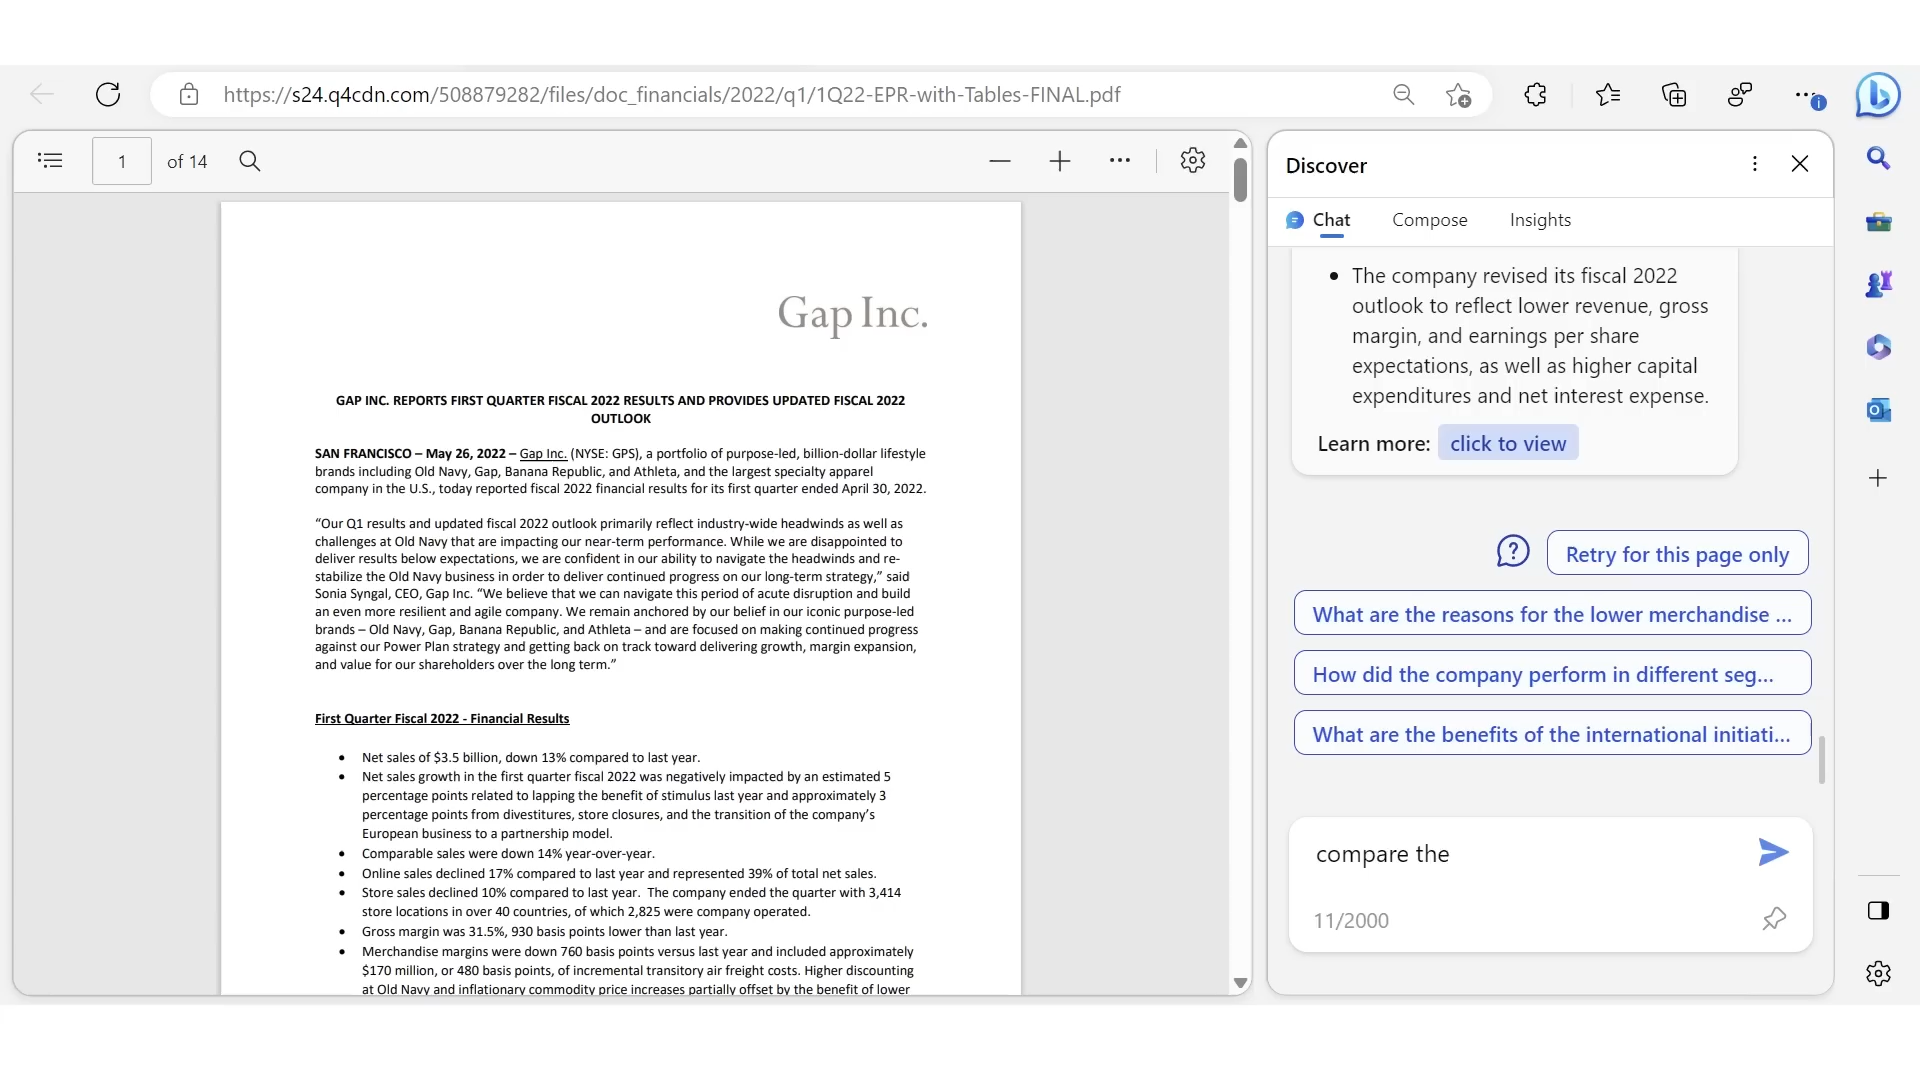 https://s24.q4cdn.com/508879282/files/doc_financials/2022/q1/1Q22-EPR-with-Tables-FINAL.pdf
1 of 14
Gap Inc.
GAP INC. REPORTS FIRST QUARTER FISCAL 2022 RESULTS AND PROVIDES UPDATED FISCAL 2022
OUTLOOK
SAN FRANCISCO – May 26, 2022 – Gap Inc. (NYSE: GPS), a portfolio of purpose-led, billion-dollar lifestyle
brands including Old Navy, Gap, Banana Republic, and Athleta, and the largest specialty apparel
company in the U.S., today reported fiscal 2022 financial results for its first quarter ended April 30, 2022.
“Our Q1 results and updated fiscal 2022 outlook primarily reflect industry-wide headwinds as well as
challenges at Old Navy that are impacting our near-term performance. While we are disappointed to
deliver results below expectations, we are confident in our ability to navigate the headwinds and re-
stabilize the Old Navy business in order to deliver continued progress on our long-term strategy,” said
Sonia Syngal, CEO, Gap Inc. “We believe that we can navigate this period of acute disruption and build
an even more resilient and agile company. We remain anchored by our belief in our iconic purpose-led
brands – Old Navy, Gap, Banana Republic, and Athleta – and are focused on making continued progress
against our Power Plan strategy and getting back on track toward delivering growth, margin expansion,
and value for our shareholders over the long term.”
First Quarter Fiscal 2022 - Financial Results
• Net sales of $3.5 billion, down 13% compared to last year.
• Net sales growth in the first quarter fiscal 2022 was negatively impacted by an estimated 5
percentage points related to lapping the benefit of stimulus last year and approximately 3
percentage points from divestitures, store closures, and the transition of the company’s
European business to a partnership model.
• Comparable sales were down 14% year-over-year.
• Online sales declined 17% compared to last year and represented 39% of total net sales.
• Store sales declined 10% compared to last year. The company ended the quarter with 3,414
store locations in over 40 countries, of which 2,825 were company operated.
• Gross margin was 31.5%, 930 basis points lower than last year.
• Merchandise margins were down 760 basis points versus last year and included approximately
$170 million, or 480 basis points, of incremental transitory air freight costs. Higher discounting
at Old Navy and inflationary commodity price increases partially offset by the benefit of lower
Discover
Chat Compose Insights
• The company revised its fiscal 2022
outlook to reflect lower revenue, gross
margin, and earnings per share
expectations, as well as higher capital
expenditures and net interest expense.
Learn more: click to view
Retry for this page only
What are the reasons for the lower merchandise ...
How did the company perform in different seg...
What are the benefits of the international initiati...
compare the
11/2000